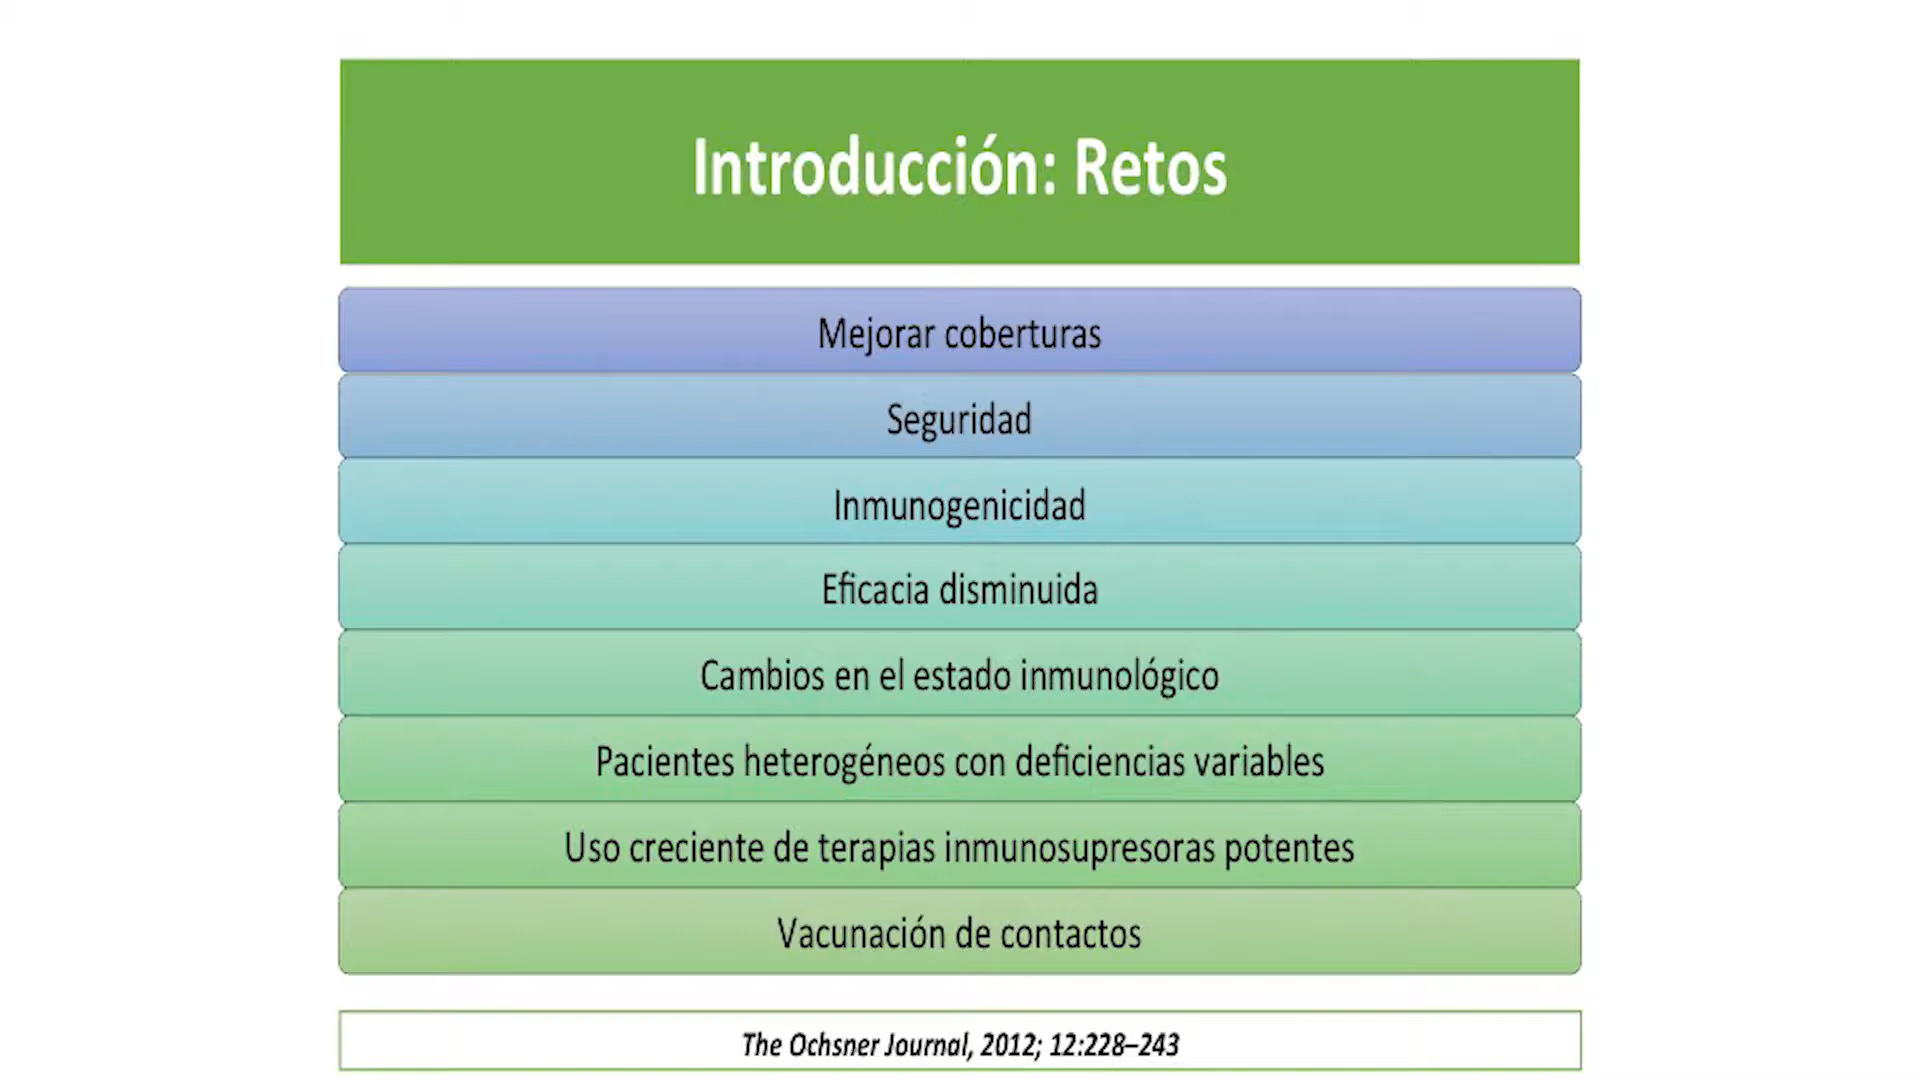 Introducción: Retos
Mejorar coberturas
Seguridad
Inmunogenicidad
Eficacia disminuida
Cambios en el estado inmunológico
Pacientes heterogéneos con deficiencias variables
Uso creciente de terapias inmunosupresoras potentes
Vacunación de contactos
The Ochsner Journal, 2012; 12:228–243